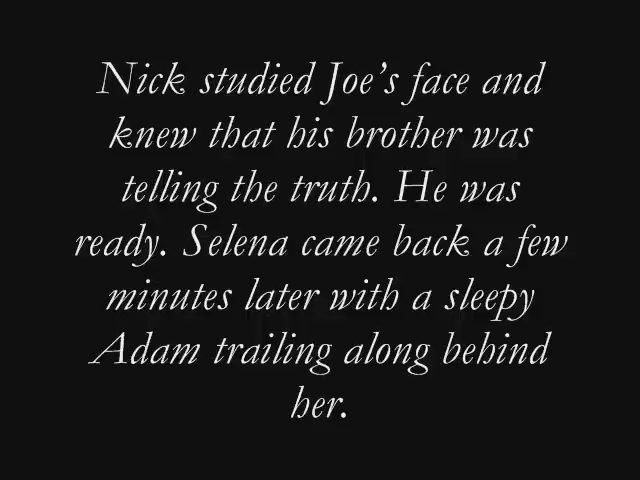 Nick studied Joe’s face and
knew that his brother was
telling the truth. He was
ready. Selena came back a few
minutes later with a sleepy
Adam trailing along behind
her.